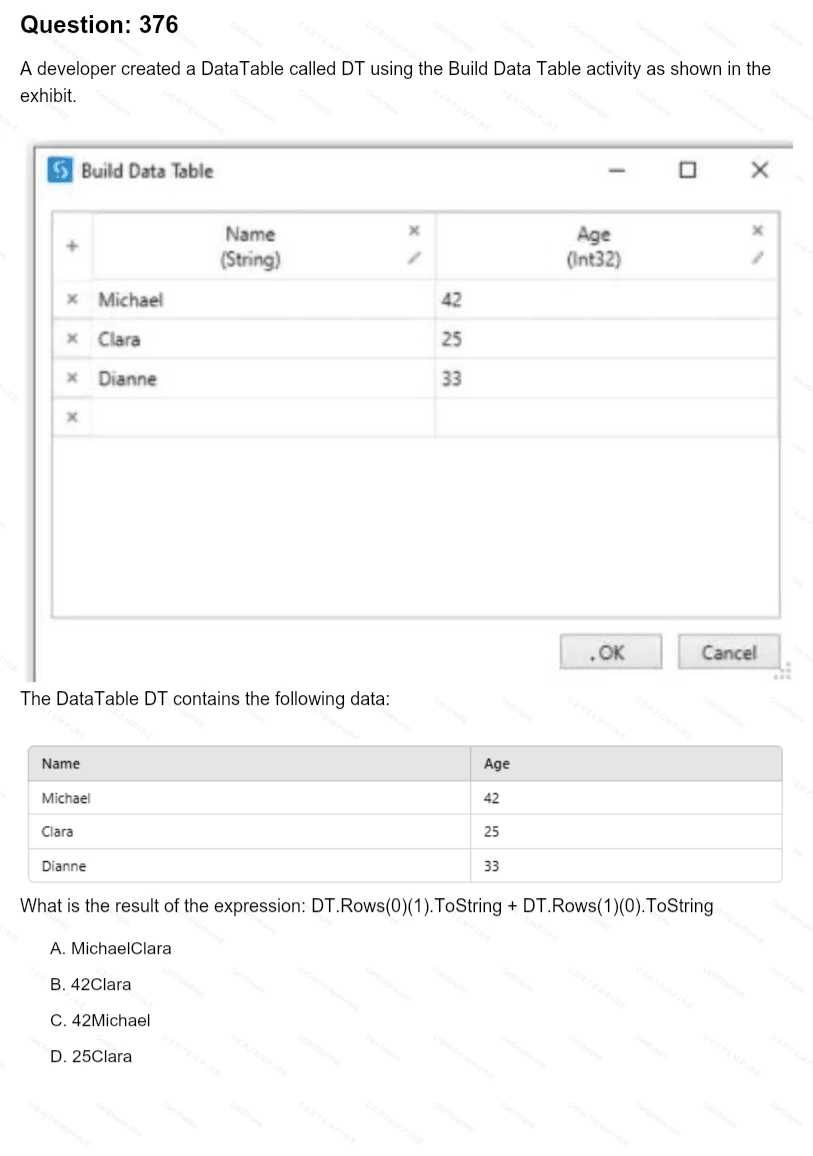 Question: 376
A developer created a DataTable called DT using the Build Data Table activity as shown in the
exhibit.
Build Data Table
+ Name × Age ×
(String) (Int32)
× Michael 42
× Clara 25
× Dianne 33
×
.OK Cancel
The DataTable DT contains the following data:
Name Age
Michael 42
Clara 25
Dianne 33
What is the result of the expression: DT.Rows(0)(1).ToString + DT.Rows(1)(0).ToString
A. MichaelClara
B. 42Clara
C. 42Michael
D. 25Clara